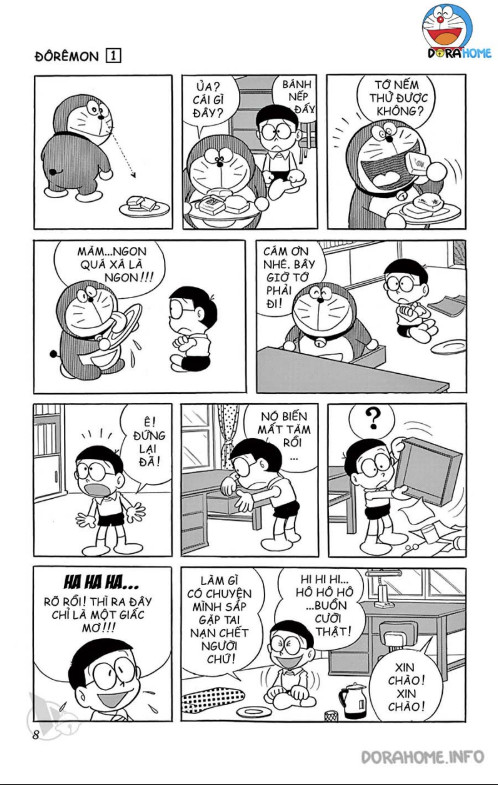 DORAHOME
ĐÔRÊMON 1
ỦA?
CÁI GÌ
ĐÂY?
BÁNH
NẾP
ĐẤY
TỚ NẾM
THỬ ĐƯỢC
KHÔNG?
MĂM...NGON
QUÁ XÁ LÀ
NGON!!!
CẢM ƠN
NHÉ. BÂY
GIỜ TỚ
PHẢI
ĐI!
Ê!
ĐỨNG
LẠI
ĐÃ!
NÓ BIẾN
MẤT TĂM
RỒI
...
?
HA HA HA...
RÕ RỒI! THÌ RA ĐÂY
CHỈ LÀ MỘT GIẤC
MƠ!!!
LÀM GÌ
CÓ CHUYỆN
MÌNH SẮP
GẶP TAI
NẠN CHẾT
NGƯỜI
CHỨ!
HI HI HI...
HÔ HÔ HÔ
...BUỒN
CƯỜI
THẬT!
XIN
CHÀO!
XIN
CHÀO!
8
DORAHOME.INFO